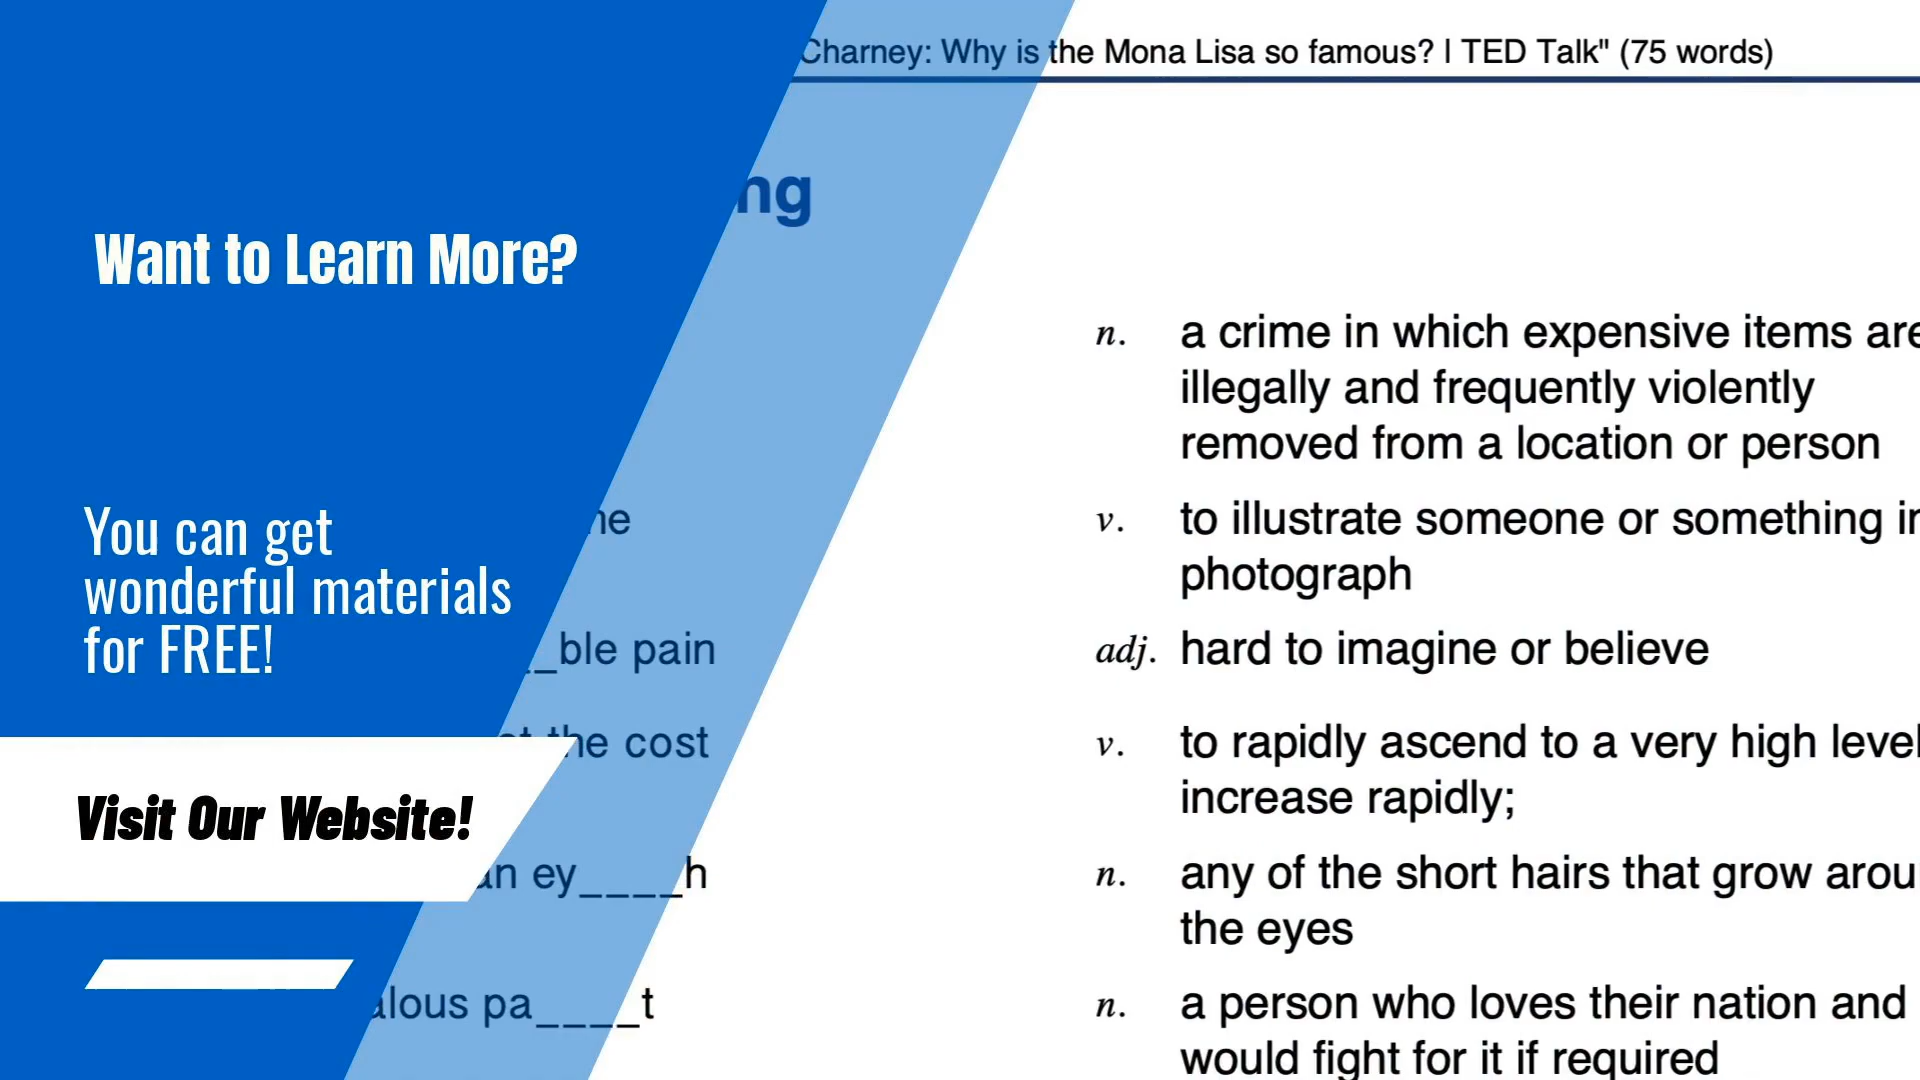 Charney: Why is the Mona Lisa so famous? | TED Talk" (75 words)
Want to Learn More?
You can get
wonderful materials
for FREE!
Visit Our Website!
n. a crime in which expensive items are
illegally and frequently violently
removed from a location or person
v. to illustrate someone or something in
photograph
_ble pain
adj. hard to imagine or believe
the cost
v. to rapidly ascend to a very high level
increase rapidly;
an ey____h
n. any of the short hairs that grow arou
the eyes
alous pa____t
n. a person who loves their nation and
would fight for it if required